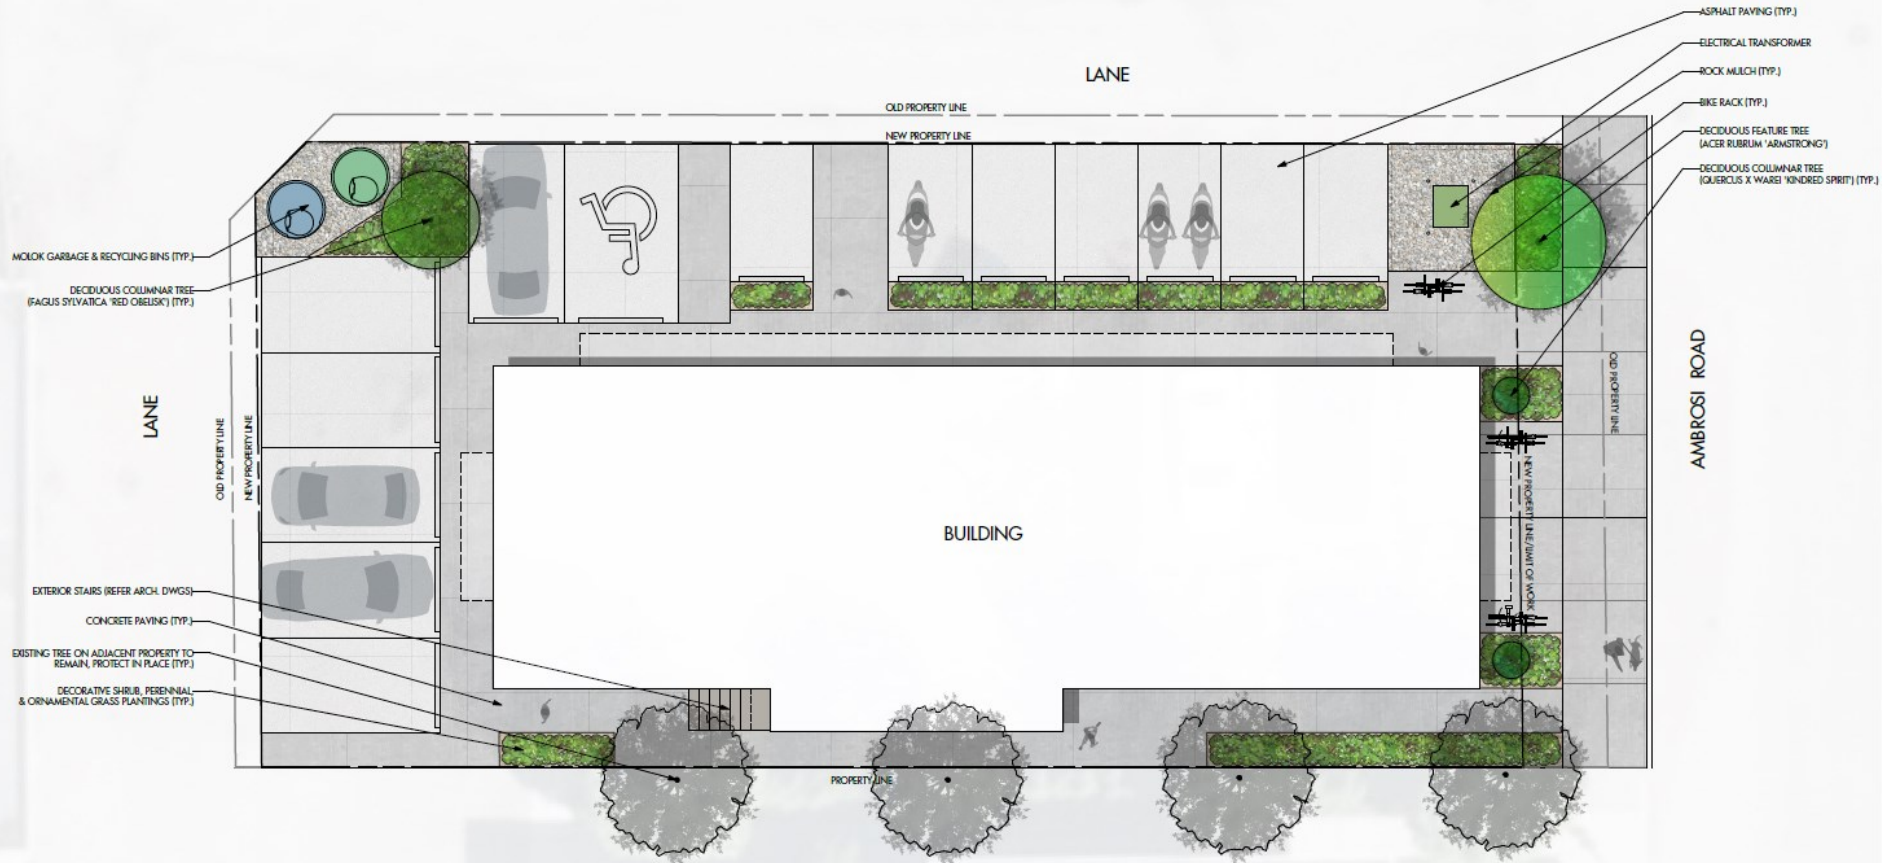 ASPHALT PAVING (TYP.)
ELECTRICAL TRANSFORMER
ROCK MULCH (TYP.)
BIKE RACK (TYP.)
DECIDUOUS FEATURE TREE
(ACER RUBRUM 'ARMSTRONG')
DECIDUOUS COLUMNAR TREE
(QUERCUS X WAREI 'KINDRED SPIRIT') (TYP.)
LANE
OLD PROPERTY LINE
NEW PROPERTY LINE
MOLOK GARBAGE & RECYCLING BINS (TYP.)
DECIDUOUS COLUMNAR TREE
(FAGUS SYLVATICA 'RED OBELISK') (TYP.)
LANE
OLD PROPERTY LINE
NEW PROPERTY LINE
BUILDING
OLD PROPERTY LINE
NEW PROPERTY LINE/LIMIT OF WORK
AMBROSI ROAD
EXTERIOR STAIRS (REFER ARCH. DWGS)
CONCRETE PAVING (TYP.)
EXISTING TREE ON ADJACENT PROPERTY TO
REMAIN, PROTECT IN PLACE (TYP.)
DECORATIVE SHRUB, PERENNIAL
& ORNAMENTAL GRASS PLANTINGS (TYP.)
PROPERTY LINE